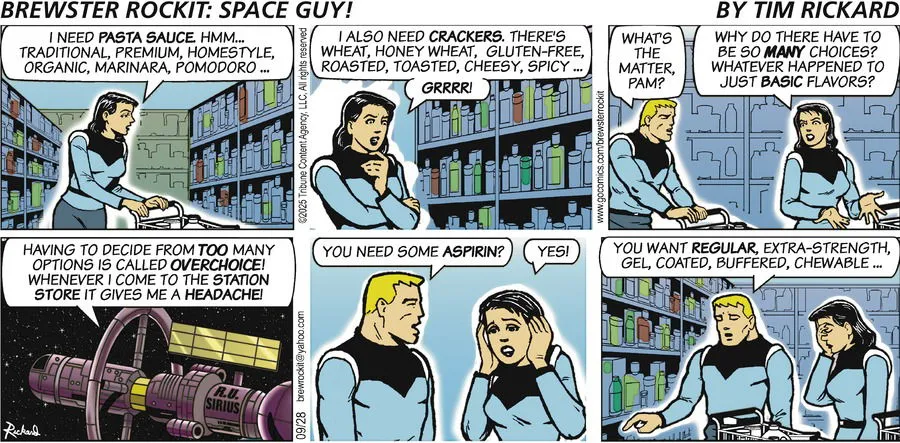 BREWSTER ROCKIT: SPACE GUY!
BY TIM RICKARD
I NEED PASTA SAUCE. HMM...
TRADITIONAL, PREMIUM, HOMESTYLE,
ORGANIC, MARINARA, POMODORO ...
©2025 Tribune Content Agency, LLC. All rights reserved
I ALSO NEED CRACKERS. THERE'S
WHEAT, HONEY WHEAT, GLUTEN-FREE,
ROASTED, TOASTED, CHEESY, SPICY ...
GRRRR!
www.gocomics.com/brewsterrockit
WHAT'S
THE
MATTER,
PAM?
WHY DO THERE HAVE TO
BE SO MANY CHOICES?
WHATEVER HAPPENED TO
JUST BASIC FLAVORS?
HAVING TO DECIDE FROM TOO MANY
OPTIONS IS CALLED OVERCHOICE!
WHENEVER I COME TO THE STATION
STORE IT GIVES ME A HEADACHE!
R.U.
SIRIUS
Rickard
09/28 brewrockit@yahoo.com
YOU NEED SOME ASPIRIN?
YES!
YOU WANT REGULAR, EXTRA-STRENGTH,
GEL, COATED, BUFFERED, CHEWABLE ...